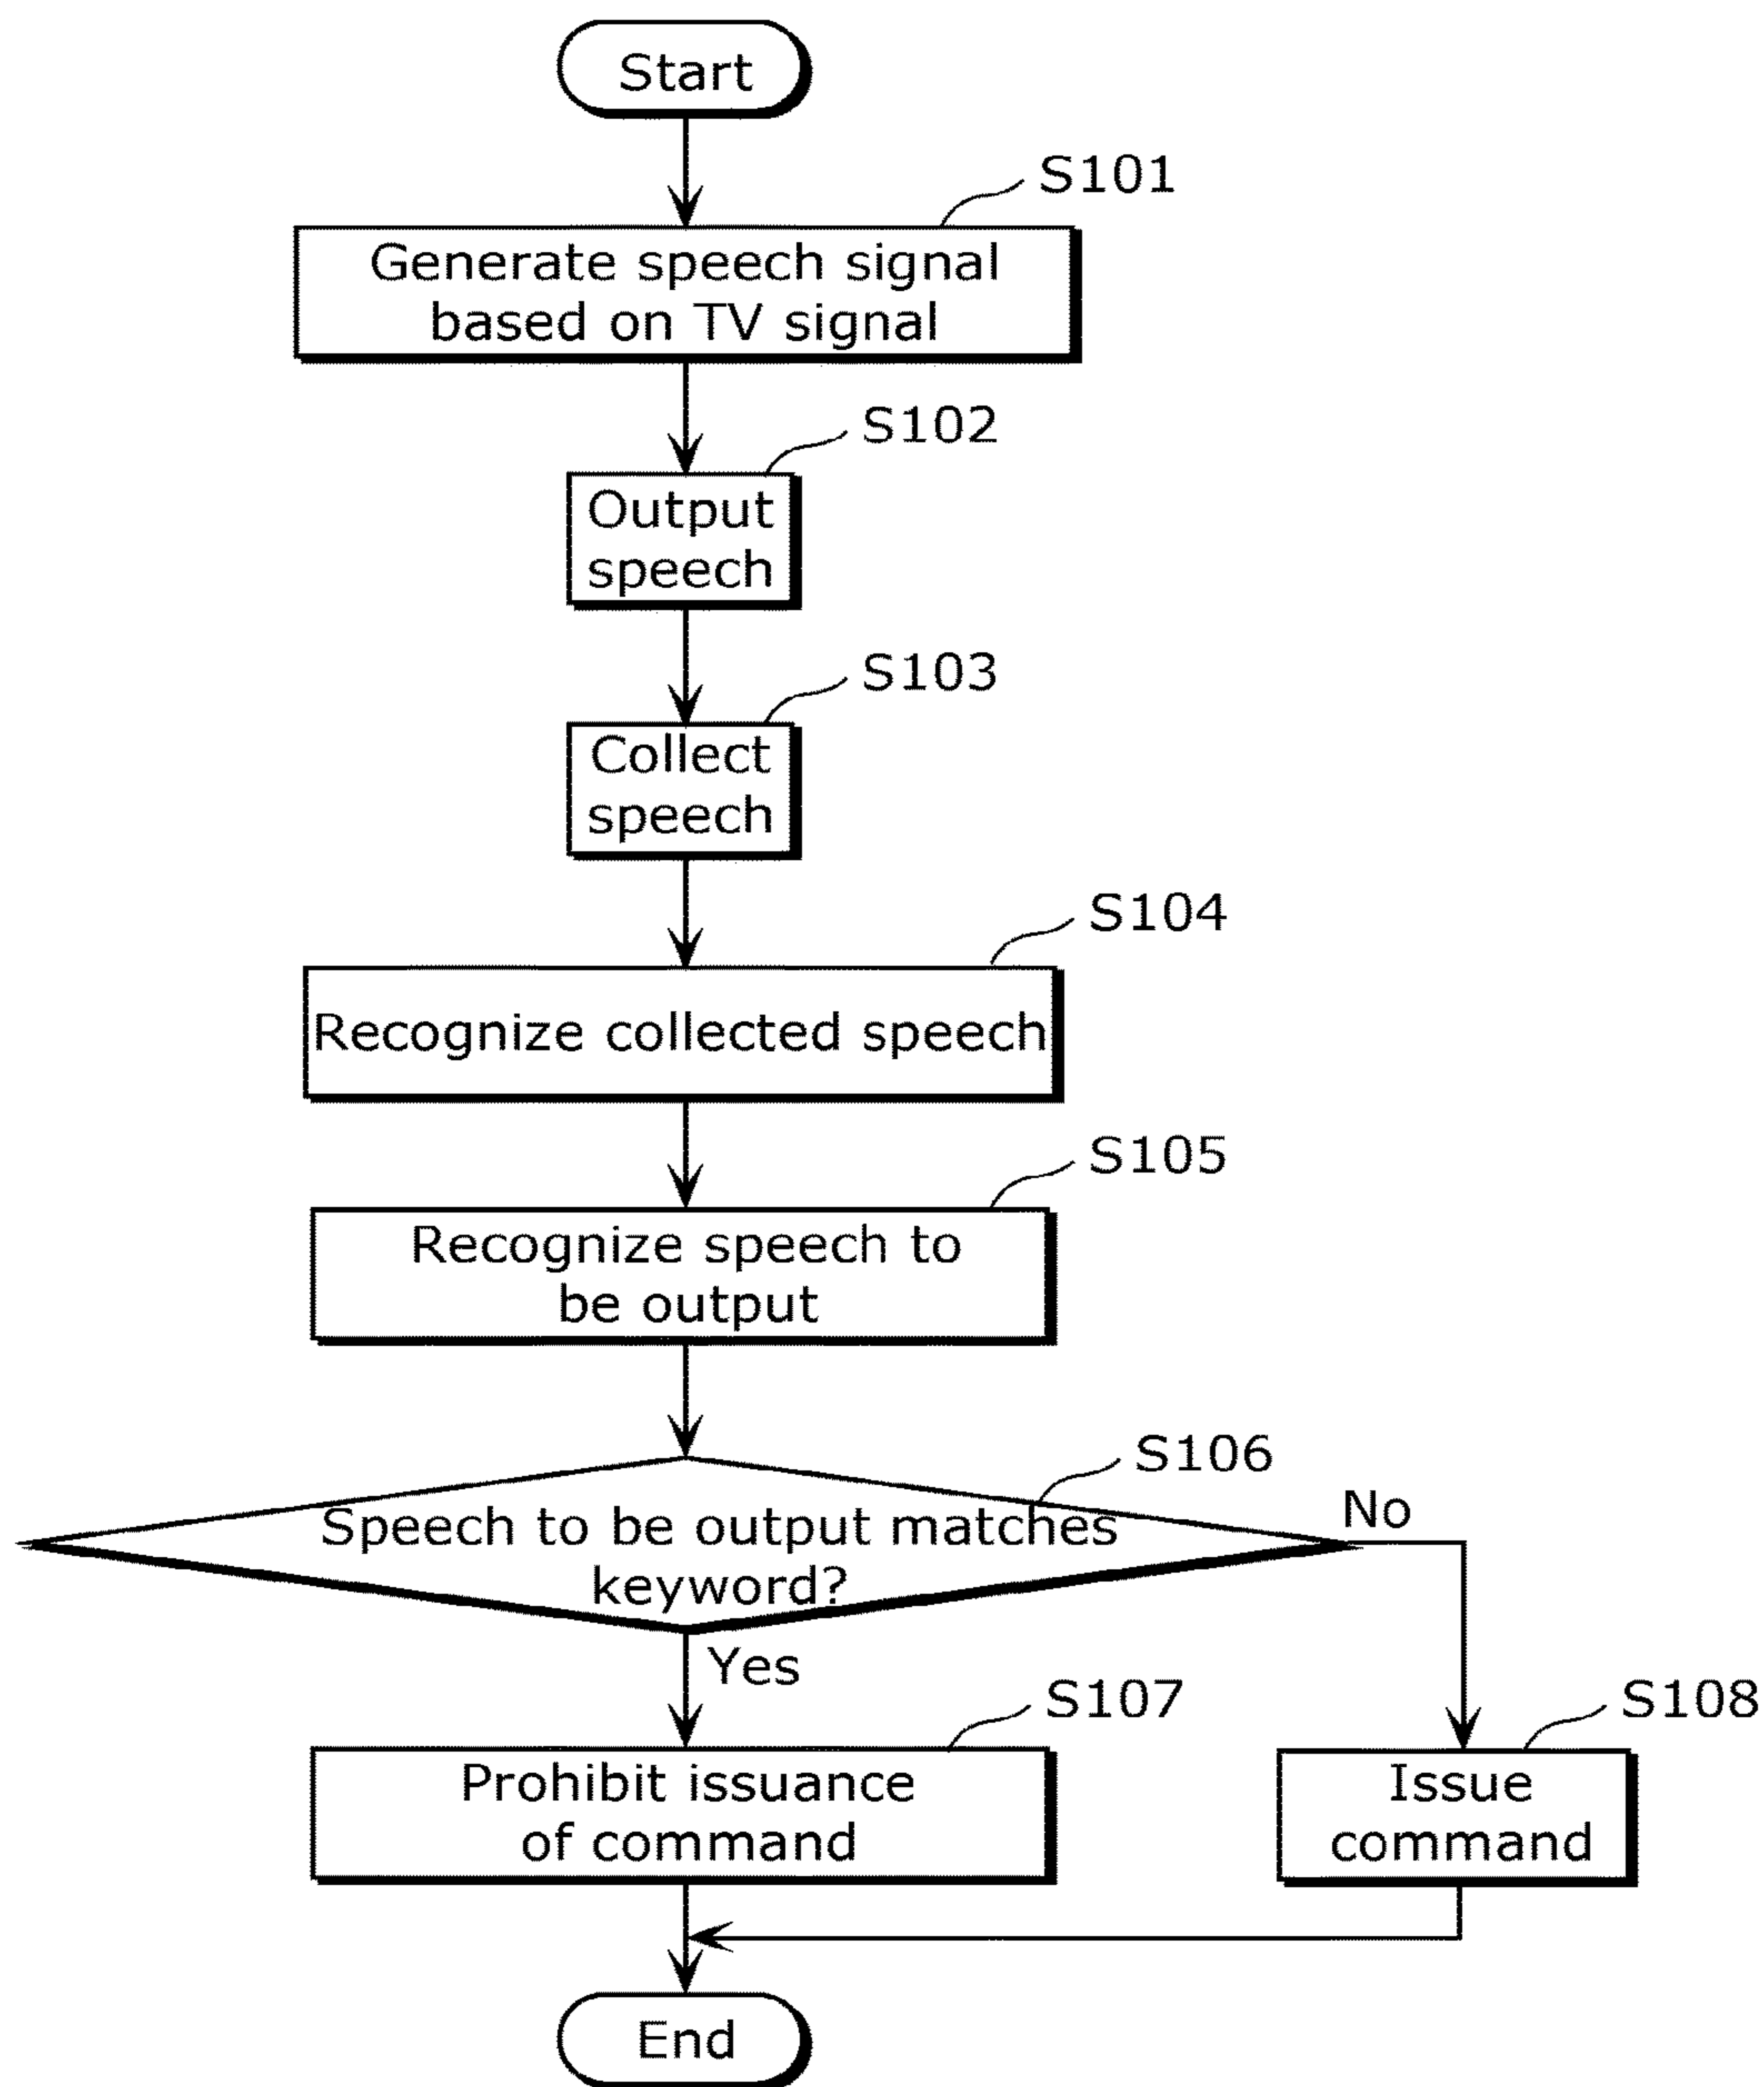 Start
S101
Generate speech signal
based on TV signal
S102
Output
speech
S103
Collect
speech
S104
Recognize collected speech
S105
Recognize speech to
be output
S106
Speech to be output matches
keyword?
No
Yes
S107
Prohibit issuance
of command
S108
Issue
command
End